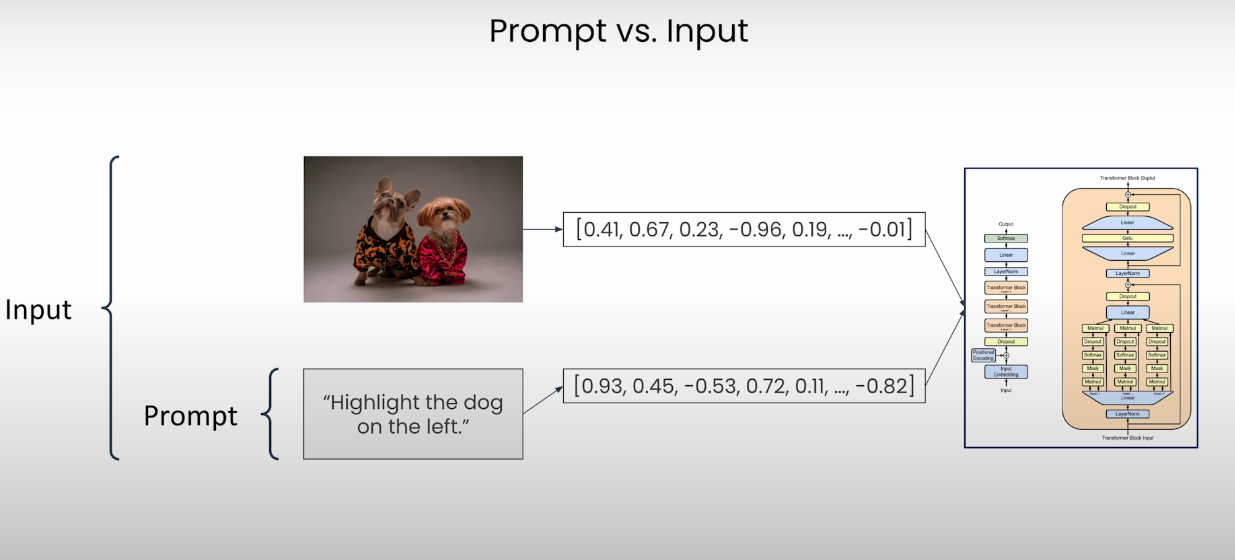 Prompt vs. Input
Input
[0.41, 0.67, 0.23, -0.96, 0.19, ..., -0.01]
Prompt
“Highlight the dog
on the left.”
[0.93, 0.45, -0.53, 0.72, 0.11, ..., -0.82]
Output
Softmax
Linear
LayerNorm
Transformer Block
Transformer Block
Transformer Block
Dropout
Positional
Encoding
Input
Embedding
Input
Transformer Block Ouptut
Dropout
Linear
Gelu
Linear
LayerNorm
Dropout
Linear
Matmul Matmul Matmul
Dropout Dropout Dropout
Softmax Softmax Softmax
Mask Mask Mask
Matmul Matmul Matmul
Linear
LayerNorm
Transformer Block Input